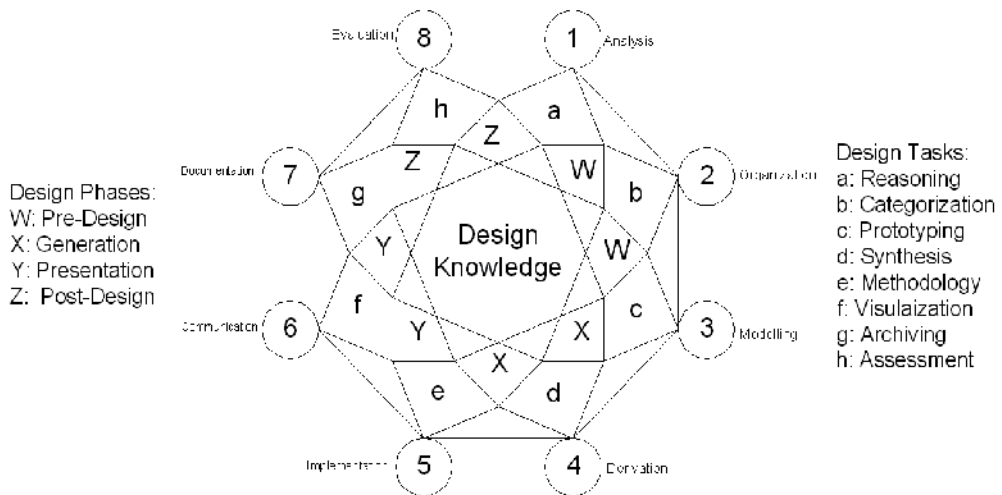 Evaluation
8
1
Analysis
h
a
Z
Documentation
7
Z
W
2
Organization
g
b
Design Phases:
W: Pre-Design
X: Generation
Y: Presentation
Z: Post-Design
Y
Design
Knowledge
W
Design Tasks:
a: Reasoning
b: Categorization
c: Prototyping
d: Synthesis
e: Methodology
f: Visulaization
g: Archiving
h: Assessment
f
c
Communication
6
Y
X
X
3
Modelling
e
d
Implementation
5
4
Derivation